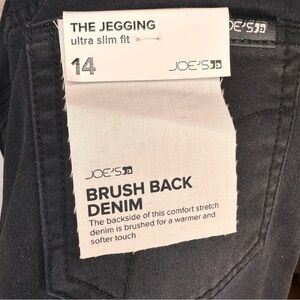 THE JEGGING
ultra slim fit
14
JOE'S
JOE'S
JOE'S
BRUSH BACK
DENIM
The backside of this comfort stretch
denim is brushed for a warmer and
softer touch